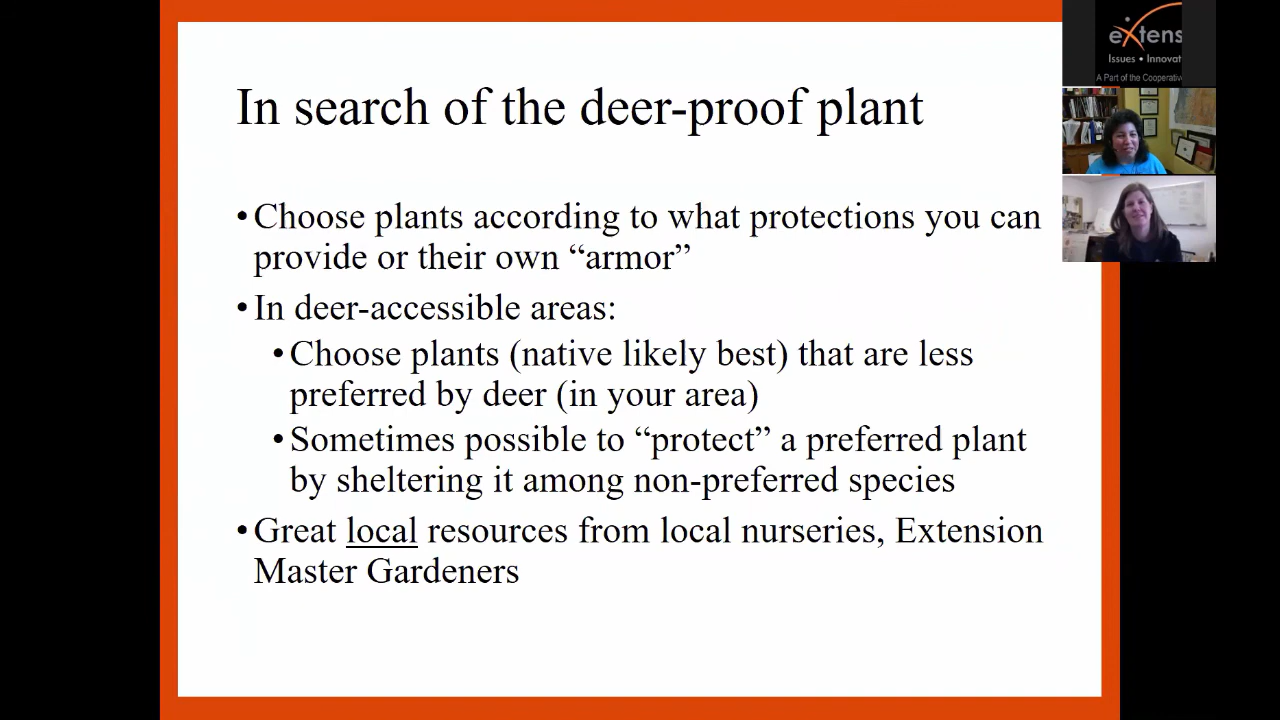 In search of the deer-proof plant
• Choose plants according to what protections you can
provide or their own “armor”
• In deer-accessible areas:
• Choose plants (native likely best) that are less
preferred by deer (in your area)
• Sometimes possible to “protect” a preferred plant
by sheltering it among non-preferred species
• Great local resources from local nurseries, Extension
Master Gardeners
eXtens
Issues • Innovat
A Part of the Cooperative